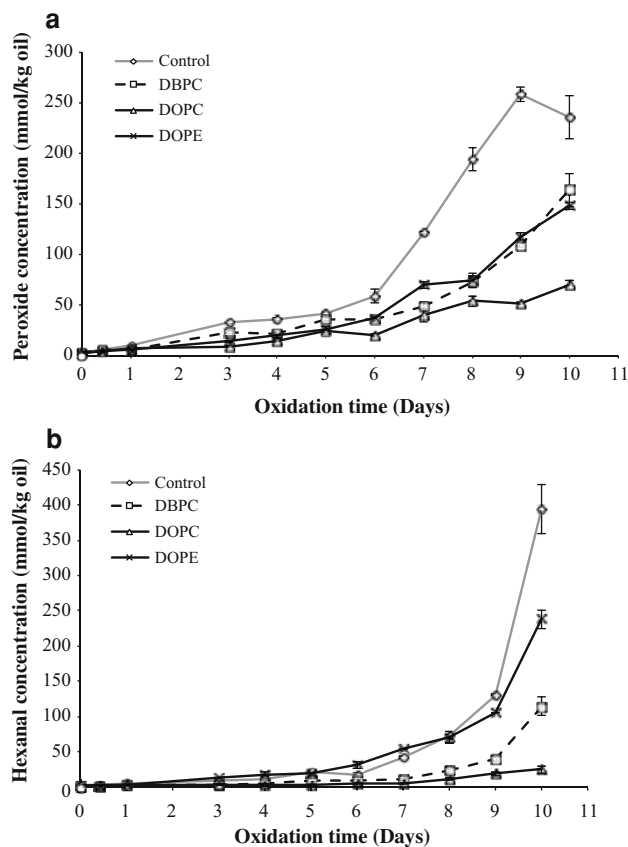 a
Peroxide concentration (mmol/kg oil)
300
250
200
150
100
50
0
Control
DBPC
DOPC
DOPE
0 1 2 3 4 5 6 7 8 9 10 11
Oxidation time (Days)
b
Hexanal concentration (mmol/kg oil)
450
400
350
300
250
200
150
100
50
0
Control
DBPC
DOPC
DOPE
0 1 2 3 4 5 6 7 8 9 10 11
Oxidation time (Days)